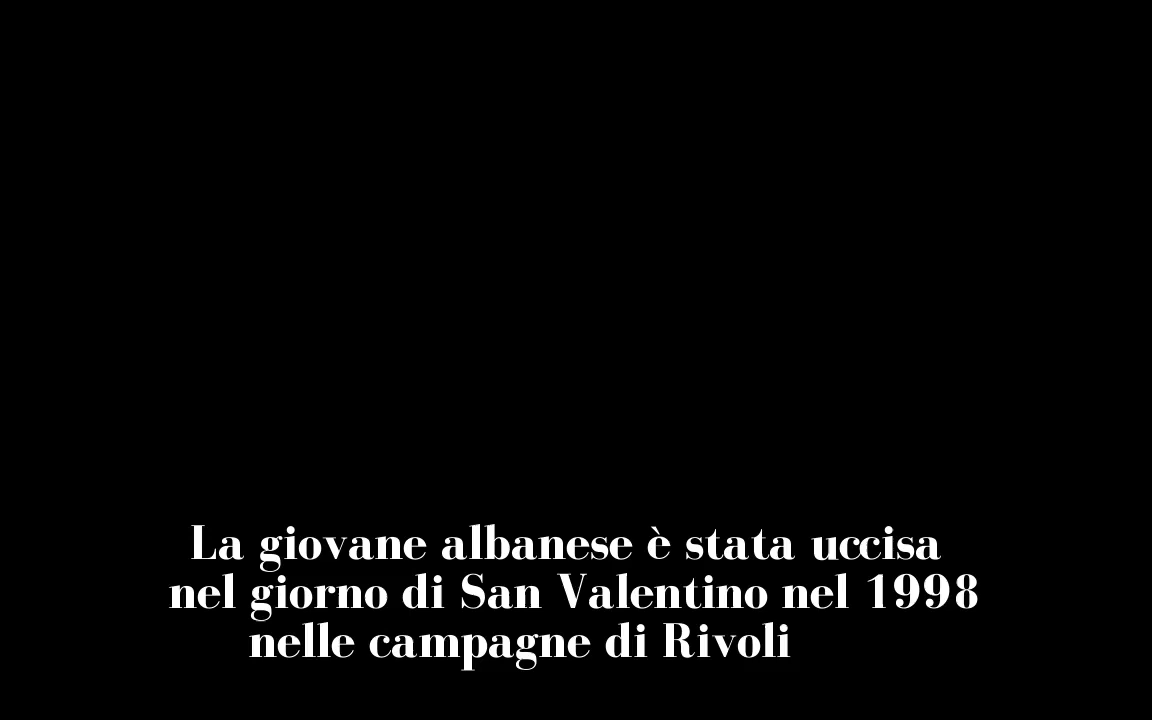 La giovane albanese è stata uccisa
nel giorno di San Valentino nel 1998
nelle campagne di Rivoli